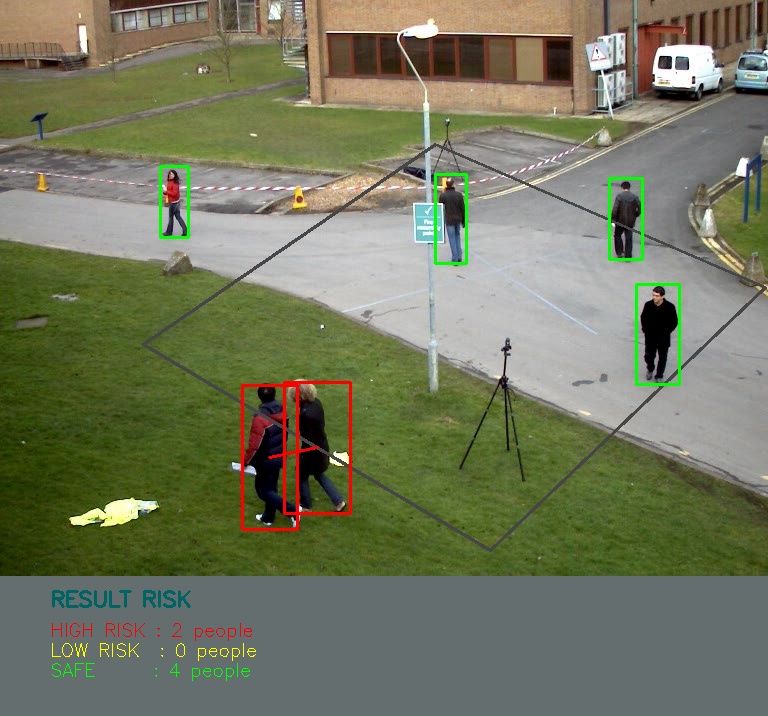 RESULT RISK
HIGH RISK : 2 people
LOW RISK : 0 people
SAFE : 4 people